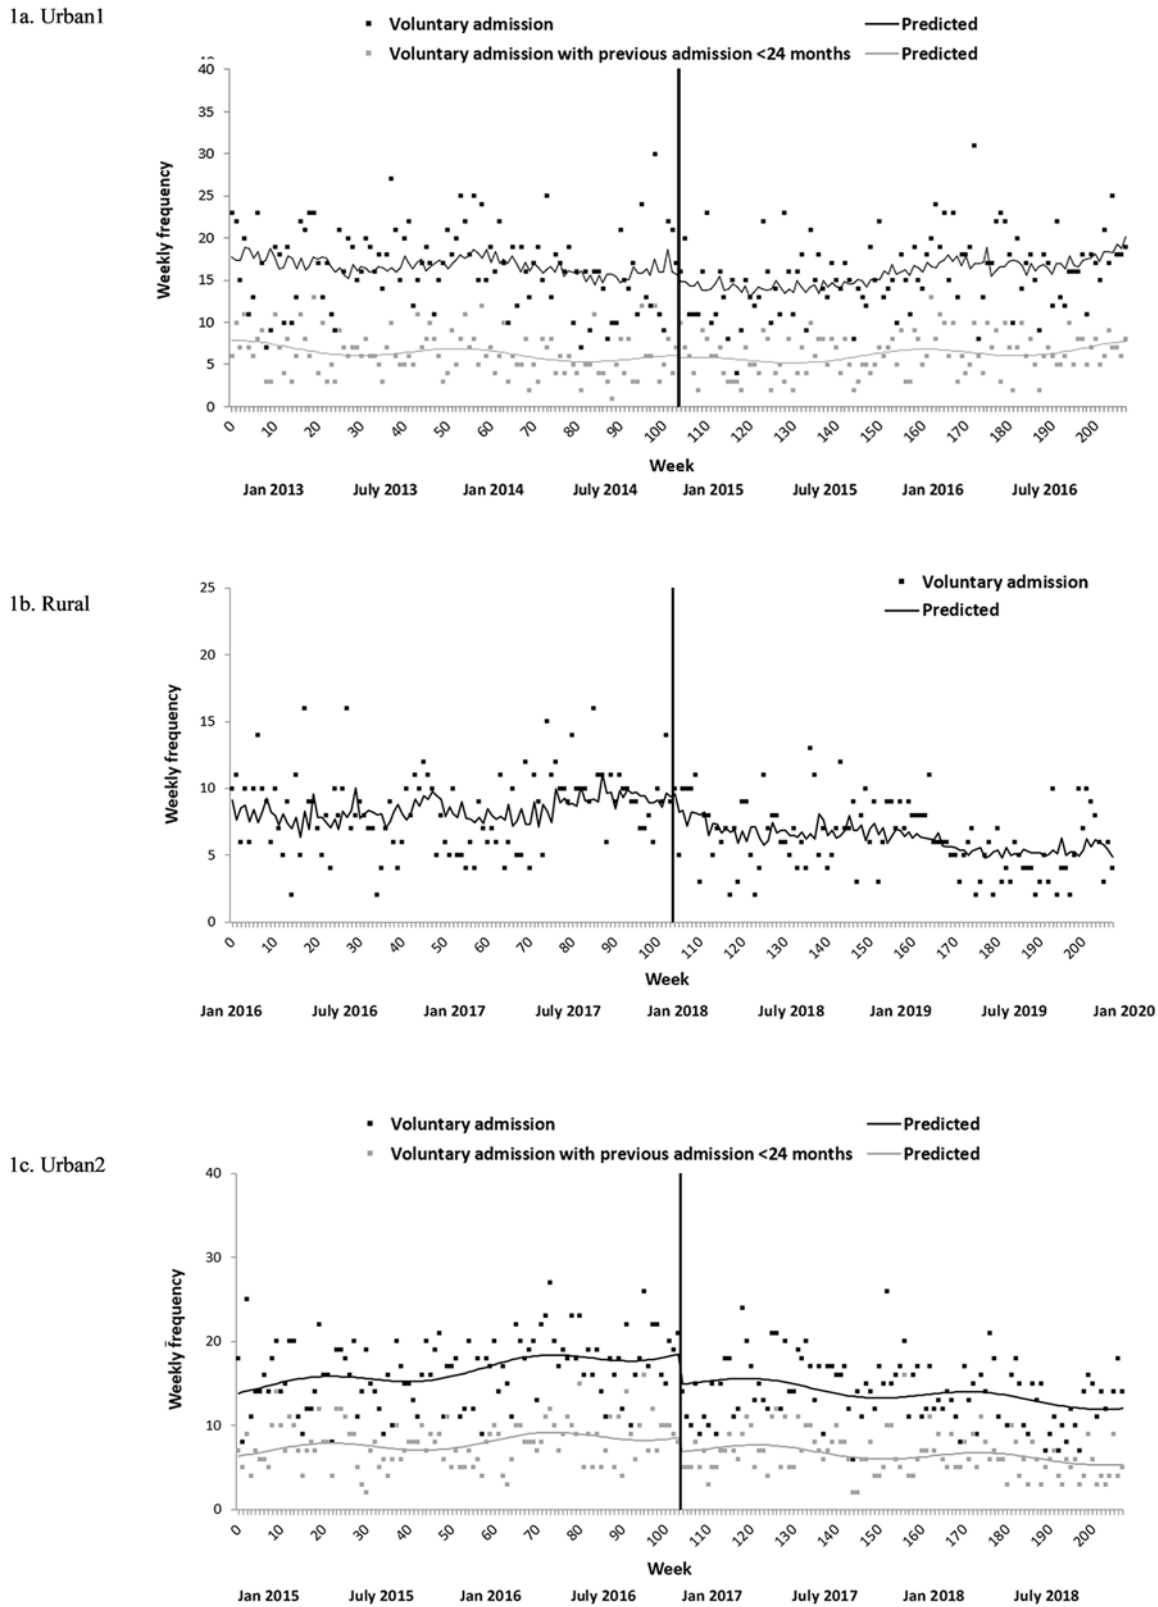 1a. Urban1
Voluntary admission Predicted
Voluntary admission with previous admission <24 months Predicted
40
35
30
25
20
15
10
5
0
Weekly frequency
0 10 20 30 40 50 60 70 80 90 100 110 120 130 140 150 160 170 180 190 200
Week
Jan 2013 July 2013 Jan 2014 July 2014 Jan 2015 July 2015 Jan 2016 July 2016
1b. Rural
Voluntary admission
Predicted
25
20
15
10
5
0
Weekly frequency
0 10 20 30 40 50 60 70 80 90 100 110 120 130 140 150 160 170 180 190 200
Week
Jan 2016 July 2016 Jan 2017 July 2017 Jan 2018 July 2018 Jan 2019 July 2019 Jan 2020
1c. Urban2
Voluntary admission Predicted
Voluntary admission with previous admission <24 months Predicted
40
30
20
10
0
Weekly frequency
0 10 20 30 40 50 60 70 80 90 100 110 120 130 140 150 160 170 180 190 200
Week
Jan 2015 July 2015 Jan 2016 July 2016 Jan 2017 July 2017 Jan 2018 July 2018